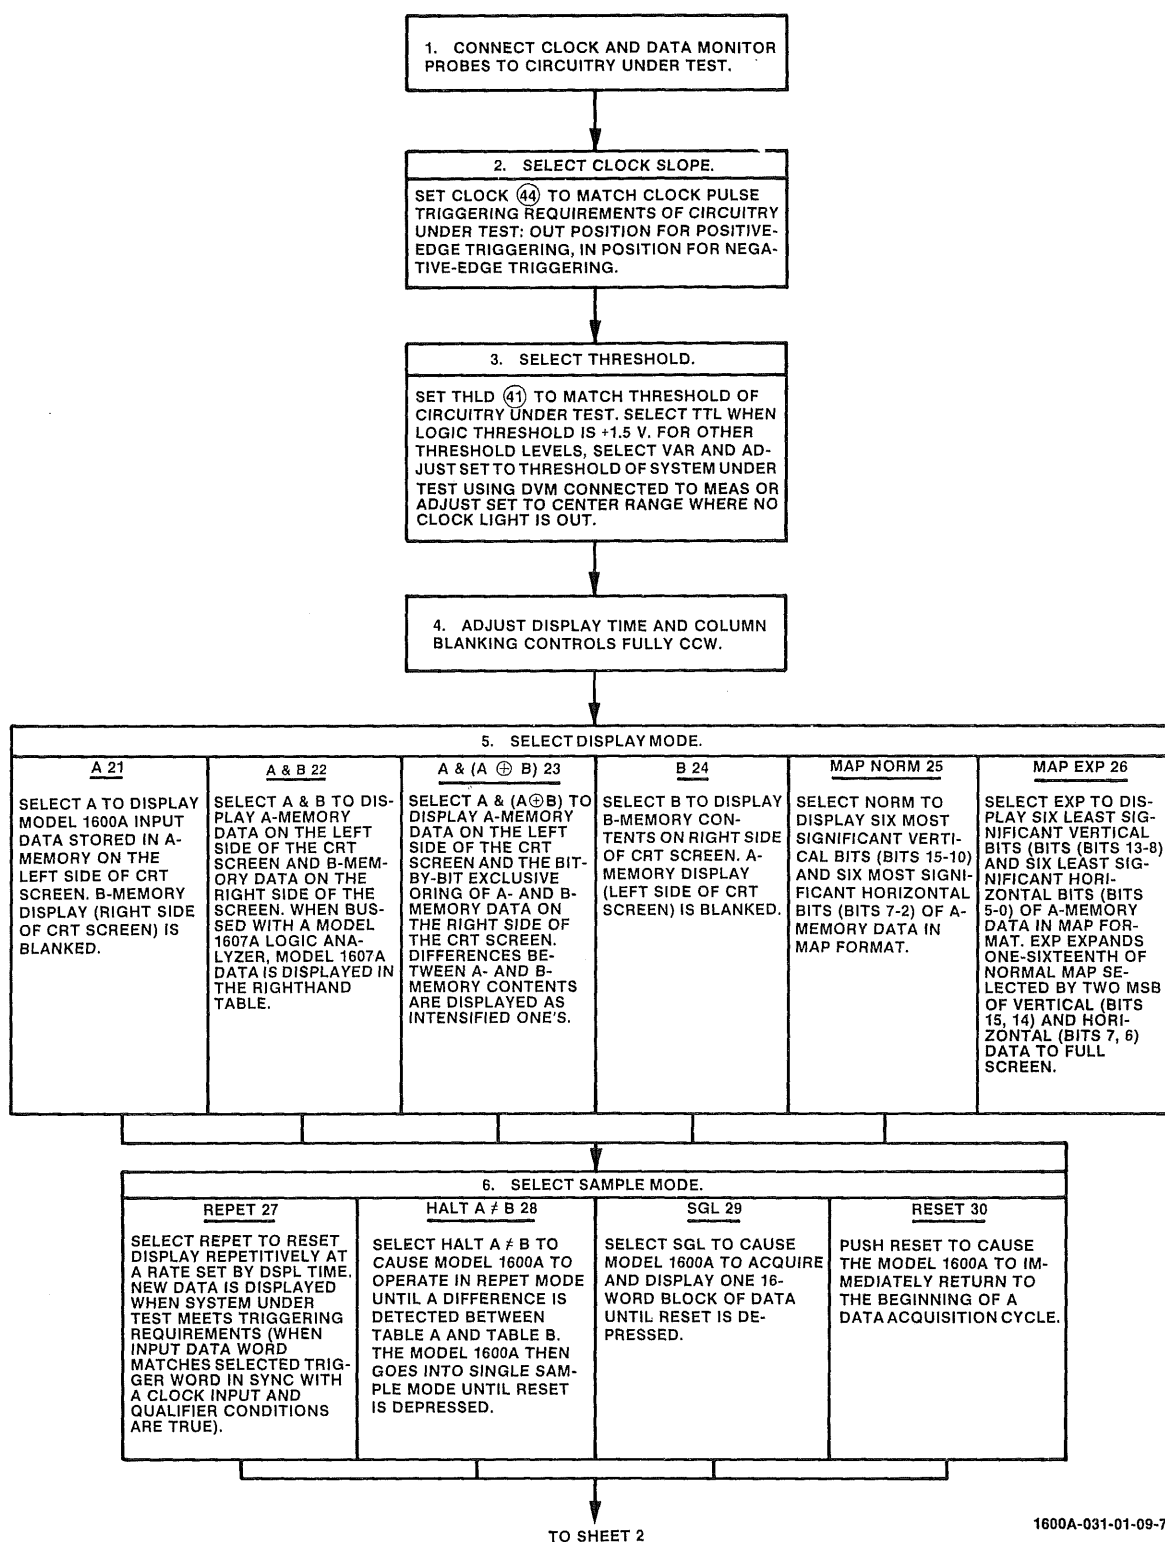 1. CONNECT CLOCK AND DATA MONITOR
PROBES TO CIRCUITRY UNDER TEST.
2. SELECT CLOCK SLOPE.
SET CLOCK 44 TO MATCH CLOCK PULSE
TRIGGERING REQUIREMENTS OF CIRCUITRY
UNDER TEST: OUT POSITION FOR POSITIVE-
EDGE TRIGGERING, IN POSITION FOR NEGA-
TIVE-EDGE TRIGGERING.
3. SELECT THRESHOLD.
SET THLD 41 TO MATCH THRESHOLD OF
CIRCUITRY UNDER TEST. SELECT TTL WHEN
LOGIC THRESHOLD IS +1.5 V. FOR OTHER
THRESHOLD LEVELS, SELECT VAR AND AD-
JUST SET TO THRESHOLD OF SYSTEM UNDER
TEST USING DVM CONNECTED TO MEAS OR
ADJUST SET TO CENTER RANGE WHERE NO
CLOCK LIGHT IS OUT.
4. ADJUST DISPLAY TIME AND COLUMN
BLANKING CONTROLS FULLY CCW.
5. SELECT DISPLAY MODE.
A 21
SELECT A TO DISPLAY
MODEL 1600A INPUT
DATA STORED IN A-
MEMORY ON THE
LEFT SIDE OF CRT
SCREEN. B-MEMORY
DISPLAY (RIGHT SIDE
OF CRT SCREEN) IS
BLANKED.
A & B 22
SELECT A & B TO DIS-
PLAY A-MEMORY
DATA ON THE LEFT
SIDE OF THE CRT
SCREEN AND B-MEM-
ORY DATA ON THE
RIGHT SIDE OF THE
SCREEN. WHEN BUS-
SED WITH A MODEL
1607A LOGIC ANA-
LYZER, MODEL 1607A
DATA IS DISPLAYED IN
THE RIGHTHAND
TABLE.
A & (A ⊕ B) 23
SELECT A & (A⊕B) TO
DISPLAY A-MEMORY
DATA ON THE LEFT
SIDE OF THE CRT
SCREEN AND THE BIT-
BY-BIT EXCLUSIVE
ORING OF A- AND B-
MEMORY DATA ON
THE RIGHT SIDE OF
THE CRT SCREEN.
DIFFERENCES BE-
TWEEN A- AND B-
MEMORY CONTENTS
ARE DISPLAYED AS
INTENSIFIED ONE'S.
B 24
SELECT B TO DISPLAY
B-MEMORY CON-
TENTS ON RIGHT SIDE
OF CRT SCREEN. A-
MEMORY DISPLAY
(LEFT SIDE OF CRT
SCREEN) IS BLANKED.
MAP NORM 25
SELECT NORM TO
DISPLAY SIX MOST
SIGNIFICANT VERTI-
CAL BITS (BITS 15-10)
AND SIX MOST SIGNI-
FICANT HORIZONTAL
BITS (BITS 7-2) OF A-
MEMORY DATA IN
MAP FORMAT.
MAP EXP 26
SELECT EXP TO DIS-
PLAY SIX LEAST SIG-
NIFICANT VERTICAL
BITS (BITS (BITS 13-8)
AND SIX LEAST SIG-
NIFICANT HORI-
ZONTAL BITS (BITS
5-0) OF A-MEMORY
DATA IN MAP FOR-
MAT. EXP EXPANDS
ONE-SIXTEENTH OF
NORMAL MAP SE-
LECTED BY TWO MSB
OF VERTICAL (BITS
15, 14) AND HORI-
ZONTAL (BITS 7, 6)
DATA TO FULL
SCREEN.
6. SELECT SAMPLE MODE.
REPET 27
SELECT REPET TO RESET
DISPLAY REPETITIVELY AT
A RATE SET BY DSPL TIME.
NEW DATA IS DISPLAYED
WHEN SYSTEM UNDER
TEST MEETS TRIGGERING
REQUIREMENTS (WHEN
INPUT DATA WORD
MATCHES SELECTED TRIG-
GER WORD IN SYNC WITH
A CLOCK INPUT AND
QUALIFIER CONDITIONS
ARE TRUE).
HALT A ≠ B 28
SELECT HALT A ≠ B TO
CAUSE MODEL 1600A TO
OPERATE IN REPET MODE
UNTIL A DIFFERENCE IS
DETECTED BETWEEN
TABLE A AND TABLE B.
THE MODEL 1600A THEN
GOES INTO SINGLE SAM-
PLE MODE UNTIL RESET
IS DEPRESSED.
SGL 29
SELECT SGL TO CAUSE
MODEL 1600A TO ACQUIRE
AND DISPLAY ONE 16-
WORD BLOCK OF DATA
UNTIL RESET IS DE-
PRESSED.
RESET 30
PUSH RESET TO CAUSE
THE MODEL 1600A TO IM-
MEDIATELY RETURN TO
THE BEGINNING OF A
DATA ACQUISITION CYCLE.
TO SHEET 2
1600A-031-01-09-7